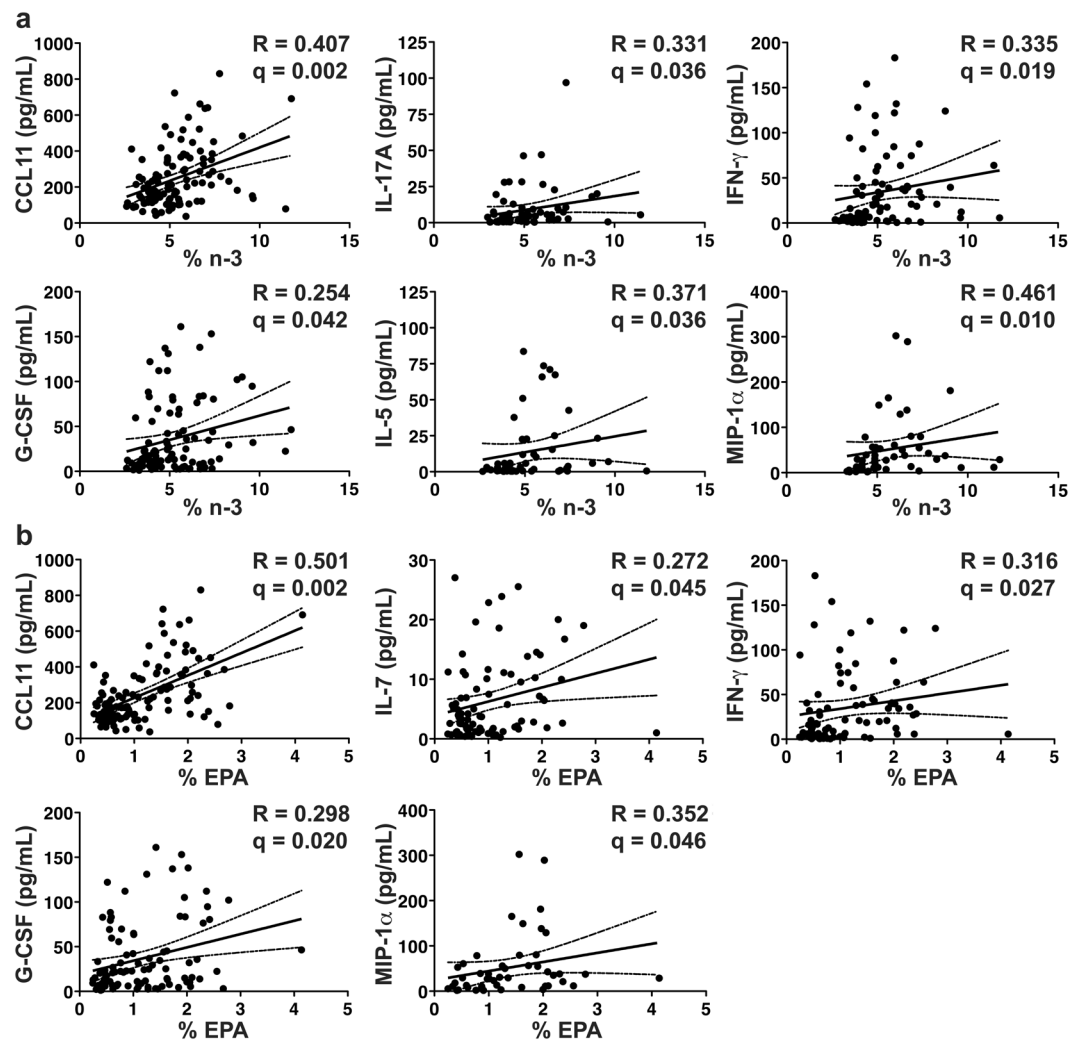 a
R = 0.407
q = 0.002
CCL11 (pg/mL)
1000
800
600
400
200
0
0 5 10 15
% n-3
R = 0.331
q = 0.036
IL-17A (pg/mL)
125
100
75
50
25
0
0 5 10 15
% n-3
R = 0.335
q = 0.019
IFN-γ (pg/mL)
200
150
100
50
0
0 5 10 15
% n-3
R = 0.254
q = 0.042
G-CSF (pg/mL)
200
150
100
50
0
0 5 10 15
% n-3
R = 0.371
q = 0.036
IL-5 (pg/mL)
125
100
75
50
25
0
0 5 10 15
% n-3
R = 0.461
q = 0.010
MIP-1α (pg/mL)
400
300
200
100
0
0 5 10 15
% n-3
b
R = 0.501
q = 0.002
CCL11 (pg/mL)
1000
800
600
400
200
0
0 1 2 3 4 5
% EPA
R = 0.272
q = 0.045
IL-7 (pg/mL)
30
20
10
0
0 1 2 3 4 5
% EPA
R = 0.316
q = 0.027
IFN-γ (pg/mL)
200
150
100
50
0
0 1 2 3 4 5
% EPA
R = 0.298
q = 0.020
G-CSF (pg/mL)
200
150
100
50
0
0 1 2 3 4 5
% EPA
R = 0.352
q = 0.046
MIP-1α (pg/mL)
400
300
200
100
0
0 1 2 3 4 5
% EPA